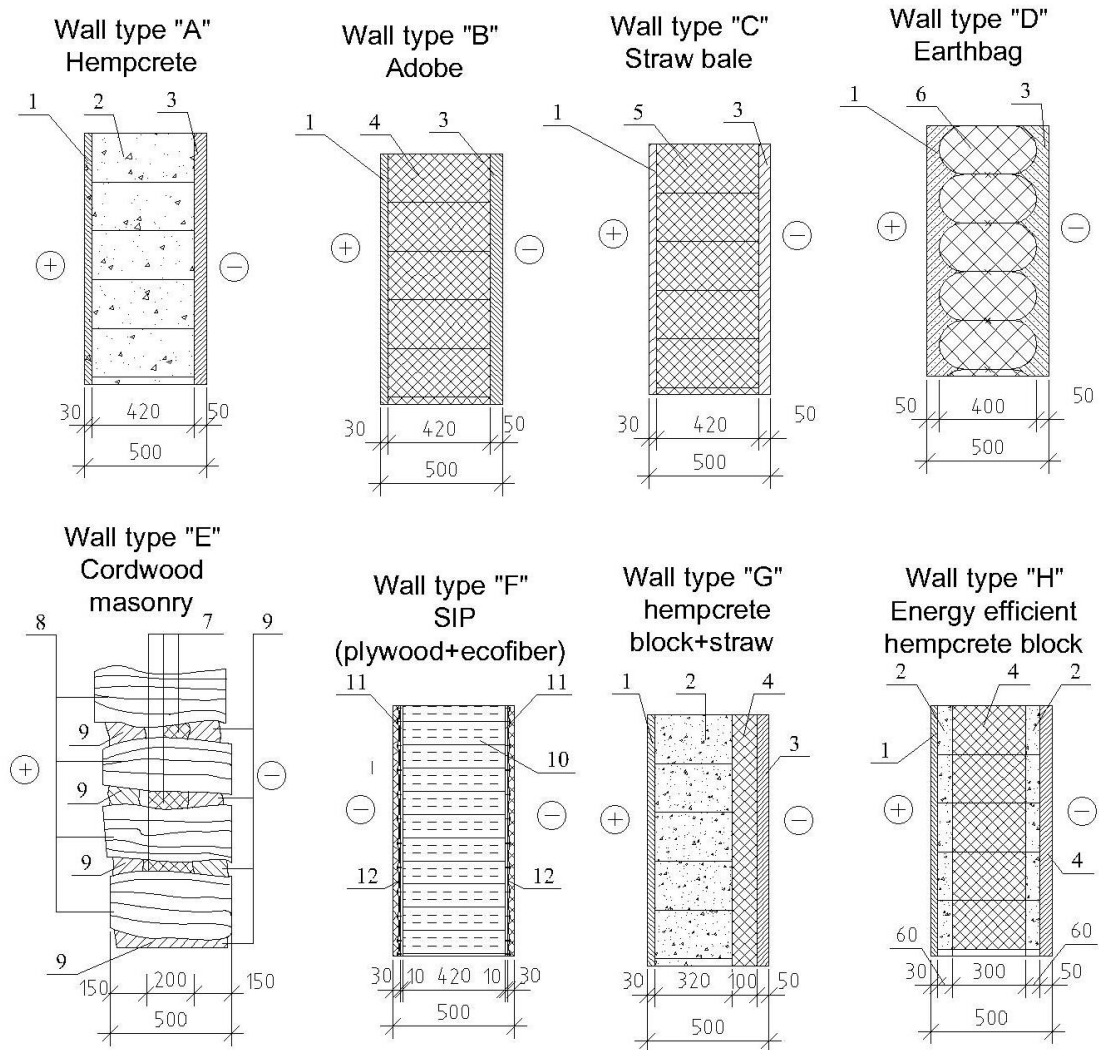 Wall type "A"
Hempcrete
1 2 3
+ −
30 420 50
500
Wall type "B"
Adobe
1 4 3
+ −
30 420 50
500
Wall type "C"
Straw bale
1 5 3
+ −
30 420 50
500
Wall type "D"
Earthbag
1 6 3
+ −
50 400 50
500
Wall type "E"
Cordwood
masonry
8 7 9
9
+ −
9
9
9
150 200 150
500
Wall type "F"
SIP
(plywood+ecofiber)
11 11
10
− −
12 12
30 10 420 10 30
500
Wall type "G"
hempcrete
block+straw
1 2 4
3
+ −
30 320 100 50
500
Wall type "H"
Energy efficient
hempcrete block
2 4 2
1
+ −
4
60 60
30 300 50
500